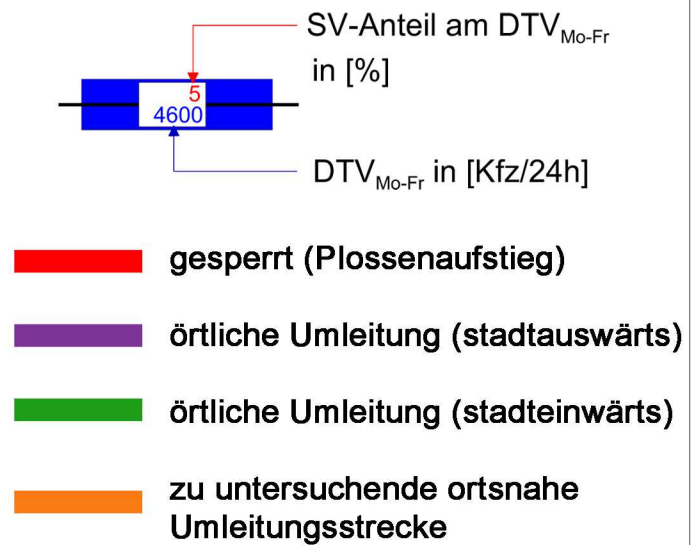 SV-Anteil am DTVMo-Fr
in [%]
5
4600
DTVMo-Fr in [Kfz/24h]
gesperrt (Plossenaufstieg)
örtliche Umleitung (stadtauswärts)
örtliche Umleitung (stadteinwärts)
zu untersuchende ortsnahe
Umleitungsstrecke